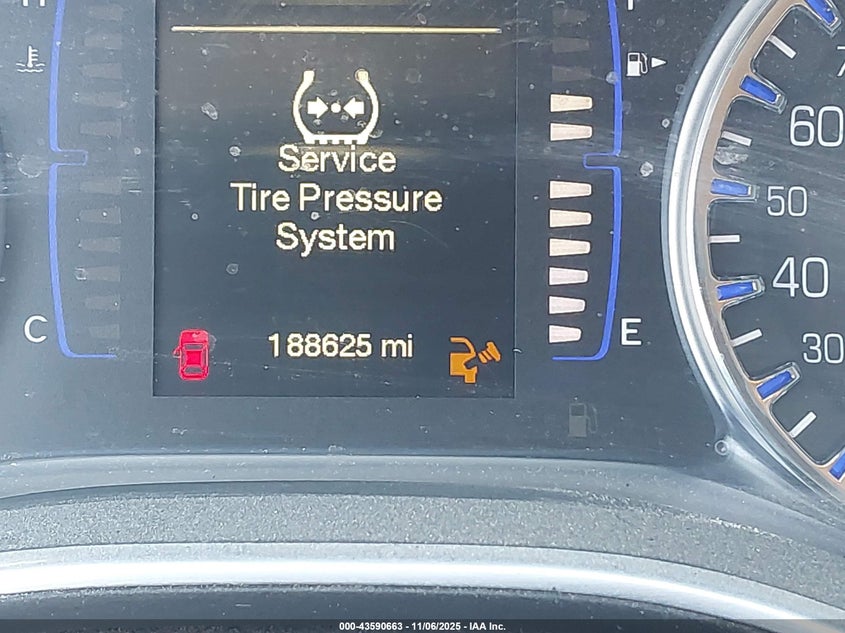 Service
Tire Pressure
System
188625 mi
C
E
60
50
40
30
000-43590663 - 11/06/2025 - IAA Inc.